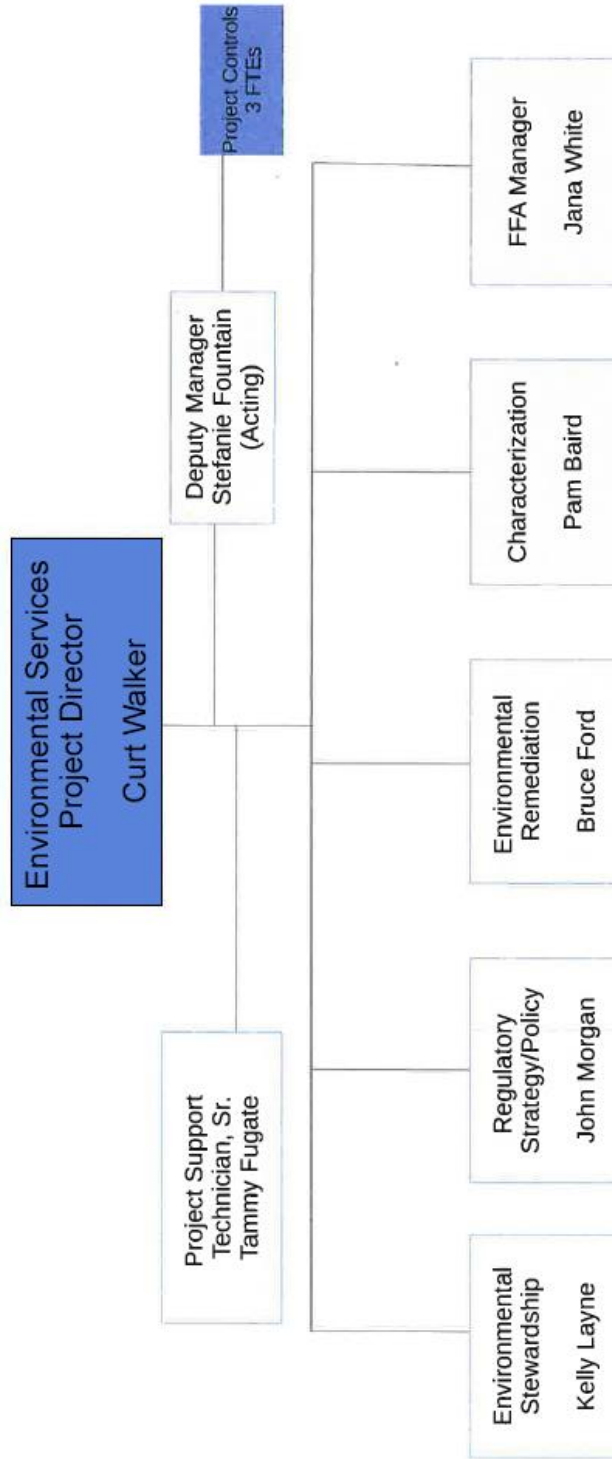 Environmental Services
Project Director
Curt Walker
Project Support
Technician, Sr.
Tammy Fugate
Deputy Manager
Stefanie Fountain
(Acting)
Project Controls
3 FTEs
Environmental
Stewardship
Kelly Layne
Regulatory
Strategy/Policy
John Morgan
Environmental
Remediation
Bruce Ford
Characterization
Pam Baird
FFA Manager
Jana White